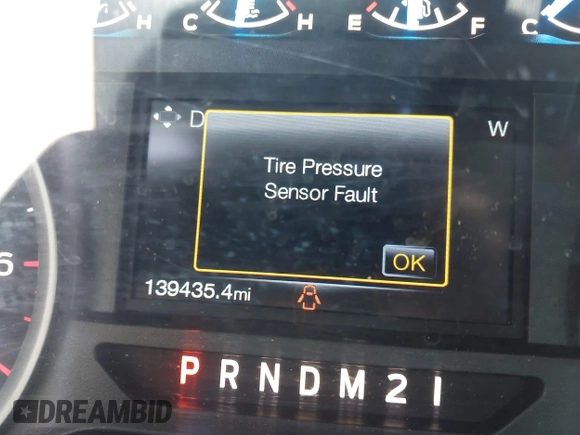 H C H E F C
D
W
Tire Pressure
Sensor Fault
OK
139435.4mi
6
P R N D M 2 1
DREAMBID